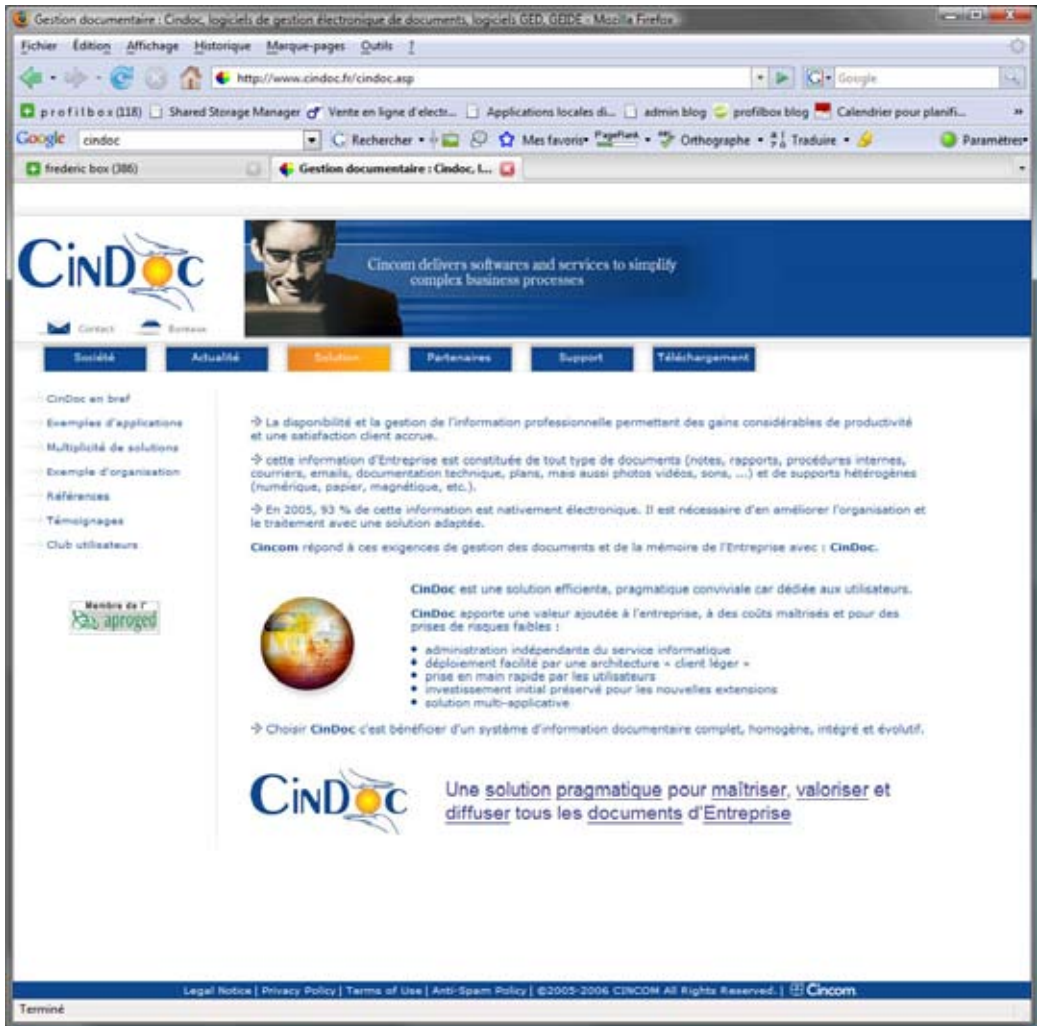 Gestion documentaire : Cindoc, logiciels de gestion électronique de documents, logiciels GED, GEIDE - Mozilla Firefox
Fichier Édition Affichage Historique Marque-pages Outils ?
http://www.cindoc.fr/cindoc.asp
Google
profilbox (118) Shared Storage Manager Vente en ligne d'electr... Applications locales di... admin blog profilbox blog Calendrier pour planifi... »
Google cindoc Rechercher Mes favoris PageRank Orthographe Traduire Paramètres
frederic box (386) Gestion documentaire : Cindoc, l...
CINDOC
Cincom delivers softwares and services to simplify
complex business processes
Contact Bureaux
Société Actualité Solution Partenaires Support Téléchargement
CinDoc en bref
Exemples d'applications
Multiplicité de solutions
Exemple d'organisation
Références
Témoignages
Club utilisateurs
Membre de l'
aproged
La disponibilité et la gestion de l'information professionnelle permettent des gains considérables de productivité
et une satisfaction client accrue.
cette information d'Entreprise est constituée de tout type de documents (notes, rapports, procédures internes,
courriers, emails, documentation technique, plans, mais aussi photos vidéos, sons, ...) et de supports hétérogènes
(numérique, papier, magnétique, etc.).
En 2005, 93 % de cette information est nativement électronique. Il est nécessaire d'en améliorer l'organisation et
le traitement avec une solution adaptée.
Cincom répond à ces exigences de gestion des documents et de la mémoire de l'Entreprise avec : CinDoc.
CinDoc est une solution efficiente, pragmatique conviviale car dédiée aux utilisateurs.
CinDoc apporte une valeur ajoutée à l'entreprise, à des coûts maîtrisés et pour des
prises de risques faibles :
• administration indépendante du service informatique
• déploiement facilité par une architecture « client léger »
• prise en main rapide par les utilisateurs
• investissement initial préservé pour les nouvelles extensions
• solution multi-applicative
Choisir CinDoc c'est bénéficer d'un système d'information documentaire complet, homogène, intégré et évolutif.
CINDOC
Une solution pragmatique pour maîtriser, valoriser et
diffuser tous les documents d'Entreprise
Legal Notice | Privacy Policy | Terms of Use | Anti-Spam Policy | ©2005-2006 CINCOM All Rights Reserved. | Cincom
Terminé